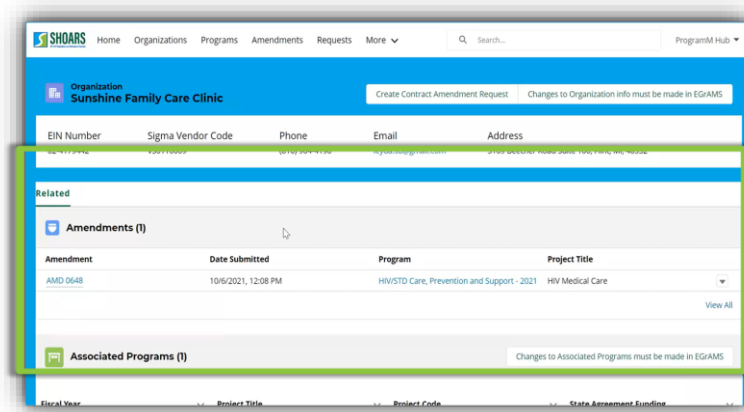 SHOARS Home Organizations Programs Amendments Requests More Search... ProgramM Hub
Organization
Sunshine Family Care Clinic
Create Contract Amendment Request Changes to Organization info must be made in EGrAMS
EIN Number Sigma Vendor Code Phone Email Address
Related
Amendments (1)
Amendment Date Submitted Program Project Title
AMD 0648 10/6/2021, 12:08 PM HIV/STD Care, Prevention and Support - 2021 HIV Medical Care
View All
Associated Programs (1) Changes to Associated Programs must be made in EGrAMS
Fiscal Year Project Title Project Code State Agreement Funding